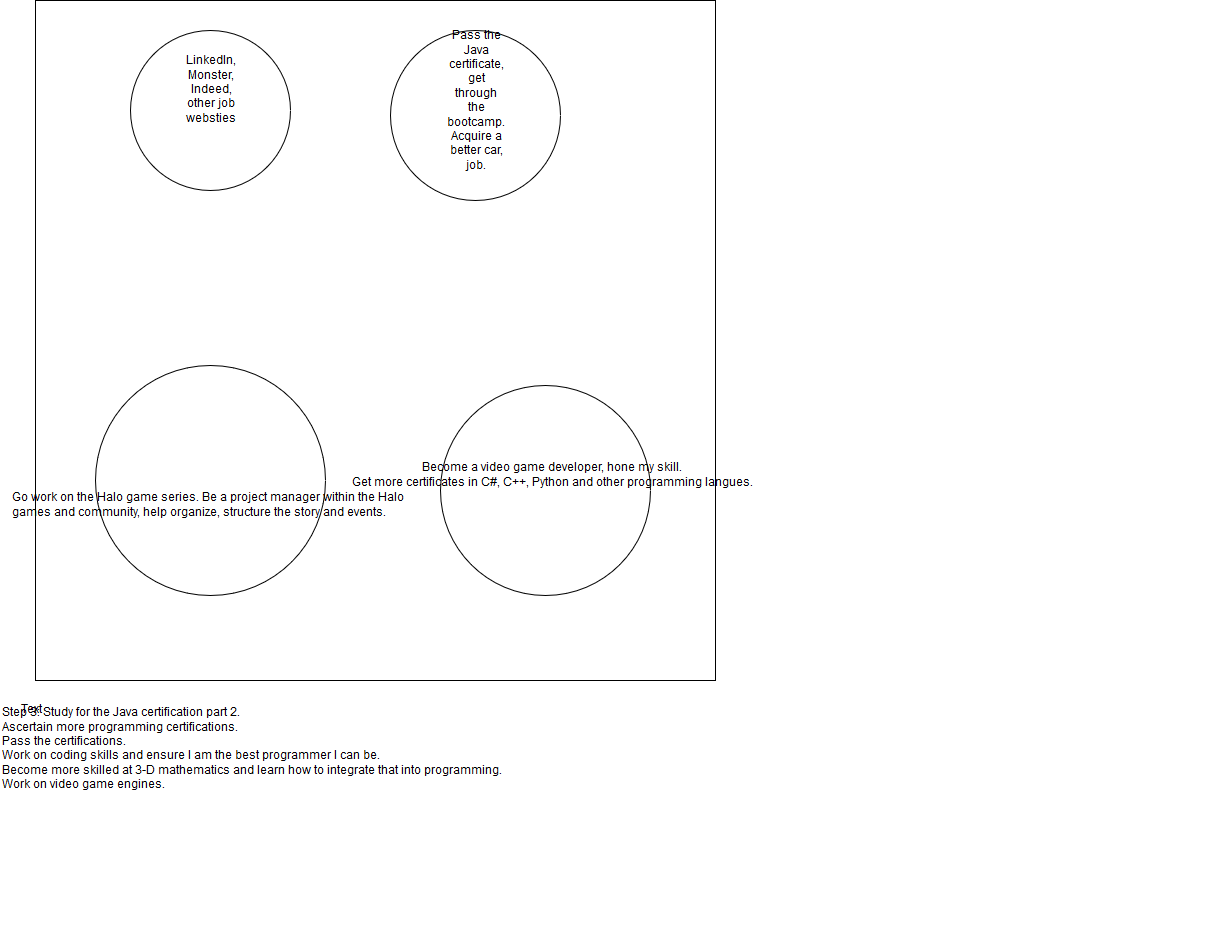 LinkedIn,
Monster,
Indeed,
other job
websties
Pass the
Java
certificate,
get
through
the
bootcamp.
Acquire a
better car,
job.
Go work on the Halo game series. Be a project manager within the Halo
games and community, help organize, structure the story and events.
Become a video game developer, hone my skill.
Get more certificates in C#, C++, Python and other programming langues.
Text
Step 3: Study for the Java certification part 2.
Ascertain more programming certifications.
Pass the certifications.
Work on coding skills and ensure I am the best programmer I can be.
Become more skilled at 3-D mathematics and learn how to integrate that into programming.
Work on video game engines.